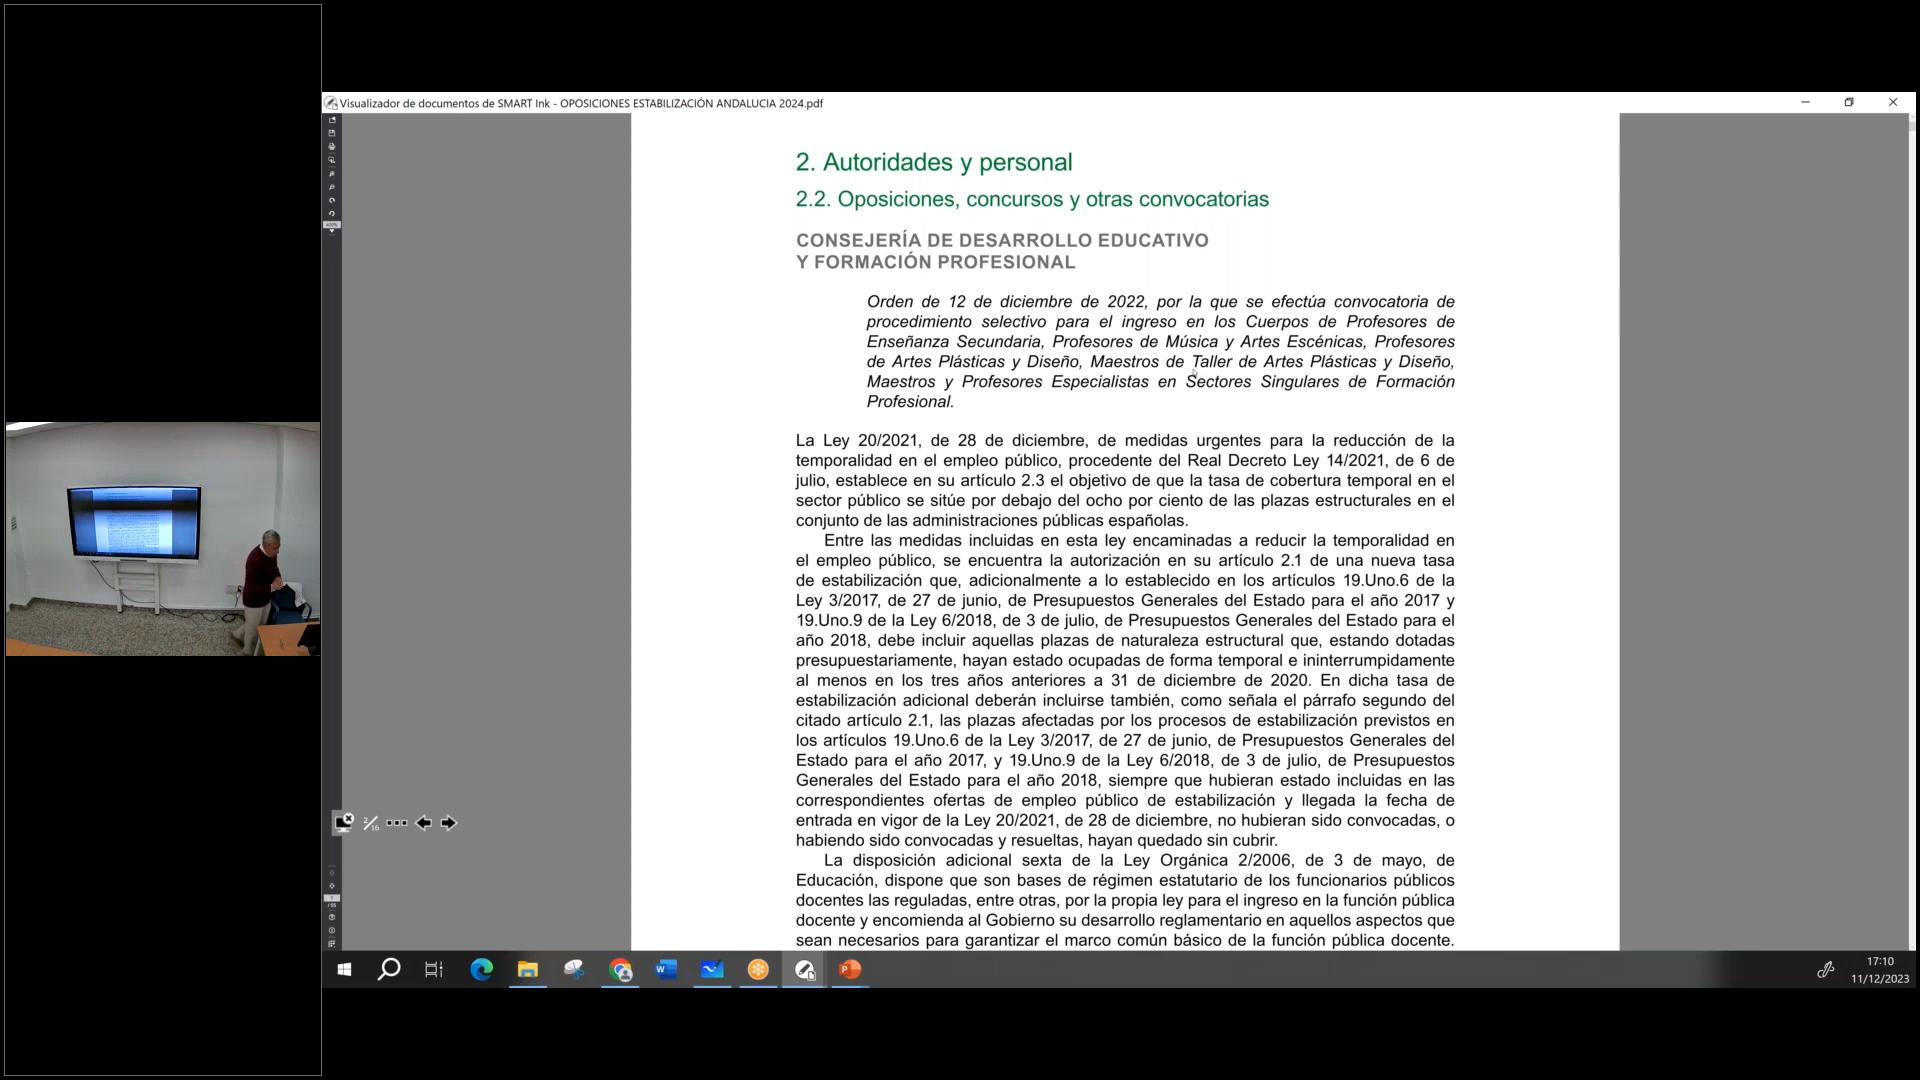 Visualizador de documentos de SMART Ink - OPOSICIONES ESTABILIZACIÓN ANDALUCIA 2024.pdf
2. Autoridades y personal
2.2. Oposiciones, concursos y otras convocatorias
CONSEJERÍA DE DESARROLLO EDUCATIVO
Y FORMACIÓN PROFESIONAL
Orden de 12 de diciembre de 2022, por la que se efectúa convocatoria de
procedimiento selectivo para el ingreso en los Cuerpos de Profesores de
Enseñanza Secundaria, Profesores de Música y Artes Escénicas, Profesores
de Artes Plásticas y Diseño, Maestros de Taller de Artes Plásticas y Diseño,
Maestros y Profesores Especialistas en Sectores Singulares de Formación
Profesional.
La Ley 20/2021, de 28 de diciembre, de medidas urgentes para la reducción de la
temporalidad en el empleo público, procedente del Real Decreto Ley 14/2021, de 6 de
julio, establece en su artículo 2.3 el objetivo de que la tasa de cobertura temporal en el
sector público se sitúe por debajo del ocho por ciento de las plazas estructurales en el
conjunto de las administraciones públicas españolas.
Entre las medidas incluidas en esta ley encaminadas a reducir la temporalidad en
el empleo público, se encuentra la autorización en su artículo 2.1 de una nueva tasa
de estabilización que, adicionalmente a lo establecido en los artículos 19.Uno.6 de la
Ley 3/2017, de 27 de junio, de Presupuestos Generales del Estado para el año 2017 y
19.Uno.9 de la Ley 6/2018, de 3 de julio, de Presupuestos Generales del Estado para el
año 2018, debe incluir aquellas plazas de naturaleza estructural que, estando dotadas
presupuestariamente, hayan estado ocupadas de forma temporal e ininterrumpidamente
al menos en los tres años anteriores a 31 de diciembre de 2020. En dicha tasa de
estabilización adicional deberán incluirse también, como señala el párrafo segundo del
citado artículo 2.1, las plazas afectadas por los procesos de estabilización previstos en
los artículos 19.Uno.6 de la Ley 3/2017, de 27 de junio, de Presupuestos Generales del
Estado para el año 2017, y 19.Uno.9 de la Ley 6/2018, de 3 de julio, de Presupuestos
Generales del Estado para el año 2018, siempre que hubieran estado incluidas en las
correspondientes ofertas de empleo público de estabilización y llegada la fecha de
entrada en vigor de la Ley 20/2021, de 28 de diciembre, no hubieran sido convocadas, o
habiendo sido convocadas y resueltas, hayan quedado sin cubrir.
La disposición adicional sexta de la Ley Orgánica 2/2006, de 3 de mayo, de
Educación, dispone que son bases de régimen estatutario de los funcionarios públicos
docentes las reguladas, entre otras, por la propia ley para el ingreso en la función pública
docente y encomienda al Gobierno su desarrollo reglamentario en aquellos aspectos que
sean necesarios para garantizar el marco común básico de la función pública docente.
2/16
17:10
11/12/2023